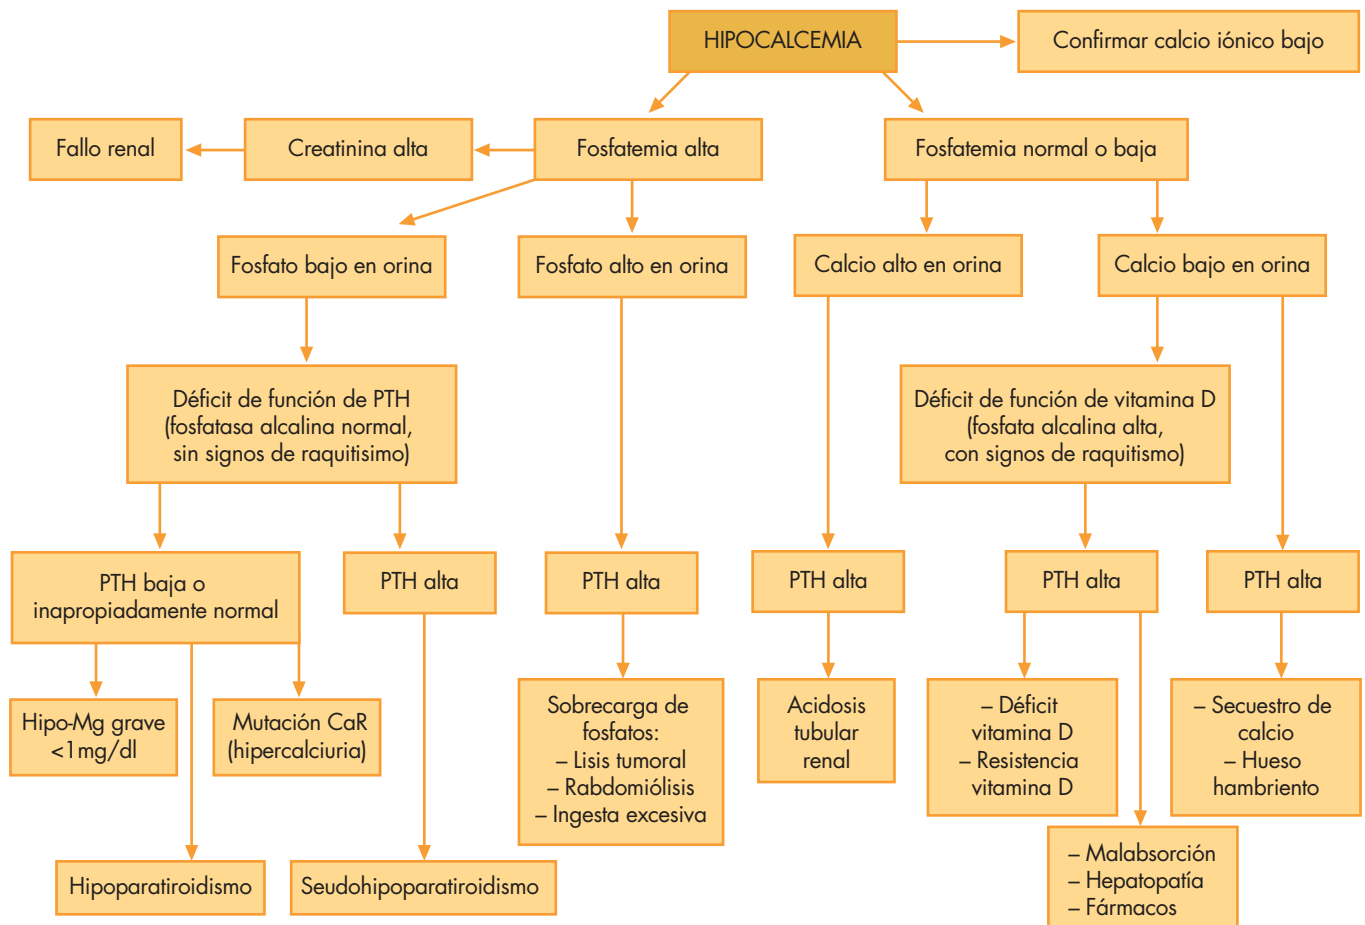 HIPOCALCEMIA
Confirmar calcio iónico bajo
Fallo renal
Creatinina alta
Fosfatemia alta
Fosfatemia normal o baja
Fosfato bajo en orina
Fosfato alto en orina
Calcio alto en orina
Calcio bajo en orina
Déficit de función de PTH
(fosfatasa alcalina normal,
sin signos de raquitisimo)
Déficit de función de vitamina D
(fosfata alcalina alta,
con signos de raquitismo)
PTH baja o
inapropiadamente normal
PTH alta
PTH alta
PTH alta
PTH alta
PTH alta
Hipo-Mg grave
<1mg/dl
Mutación CaR
(hipercalciuria)
Sobrecarga de
fosfatos:
– Lisis tumoral
– Rabdomiólisis
– Ingesta excesiva
Acidosis
tubular
renal
– Déficit
vitamina D
– Resistencia
vitamina D
– Secuestro de
calcio
– Hueso
hambriento
Hipoparatiroidismo
Seudohipoparatiroidismo
– Malabsorción
– Hepatopatía
– Fármacos